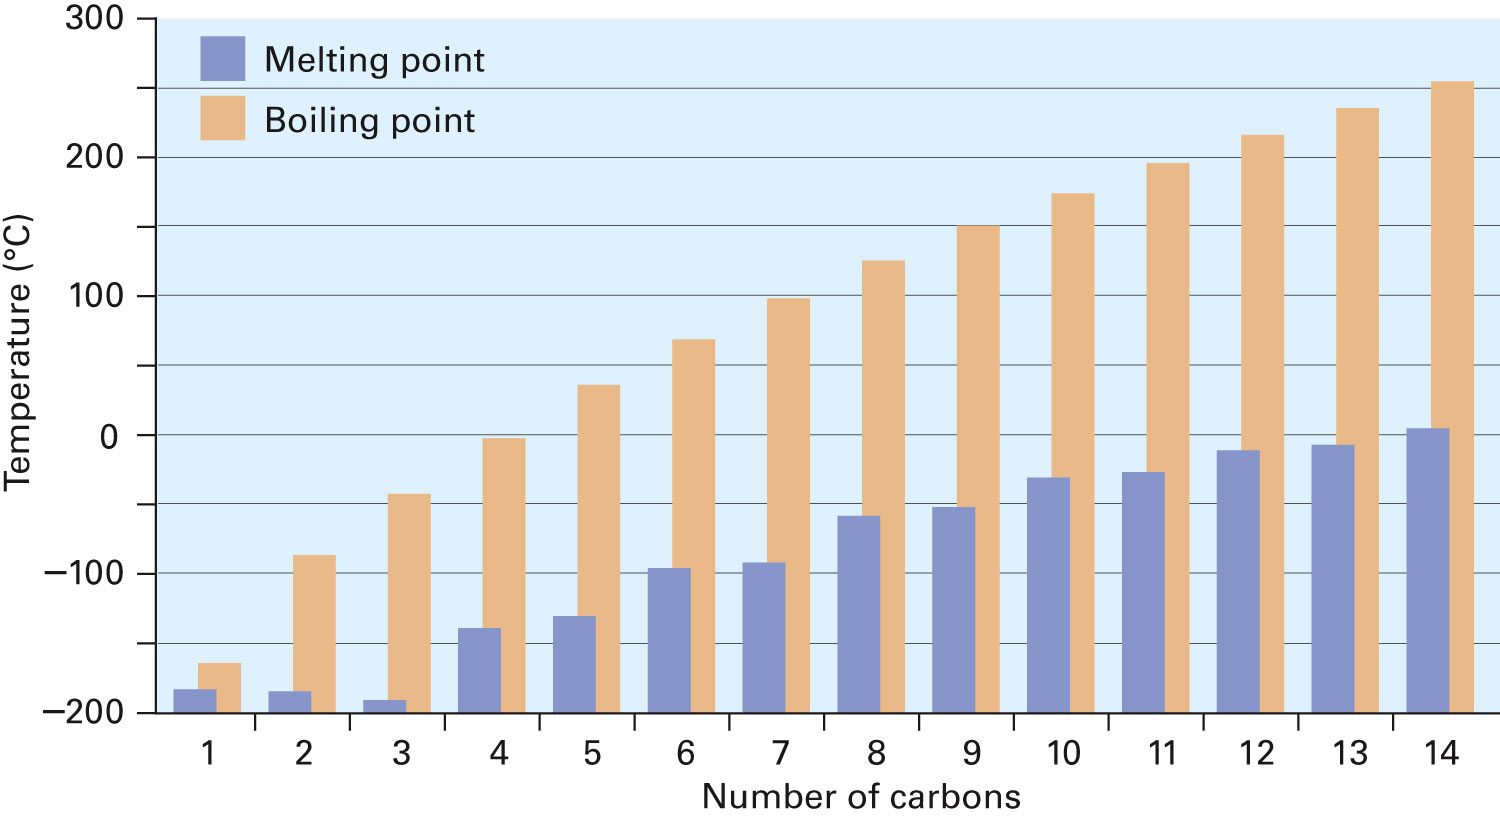 300
Melting point
Boiling point
200
100
0
−100
−200
Temperature (°C)
1 2 3 4 5 6 7 8 9 10 11 12 13 14
Number of carbons